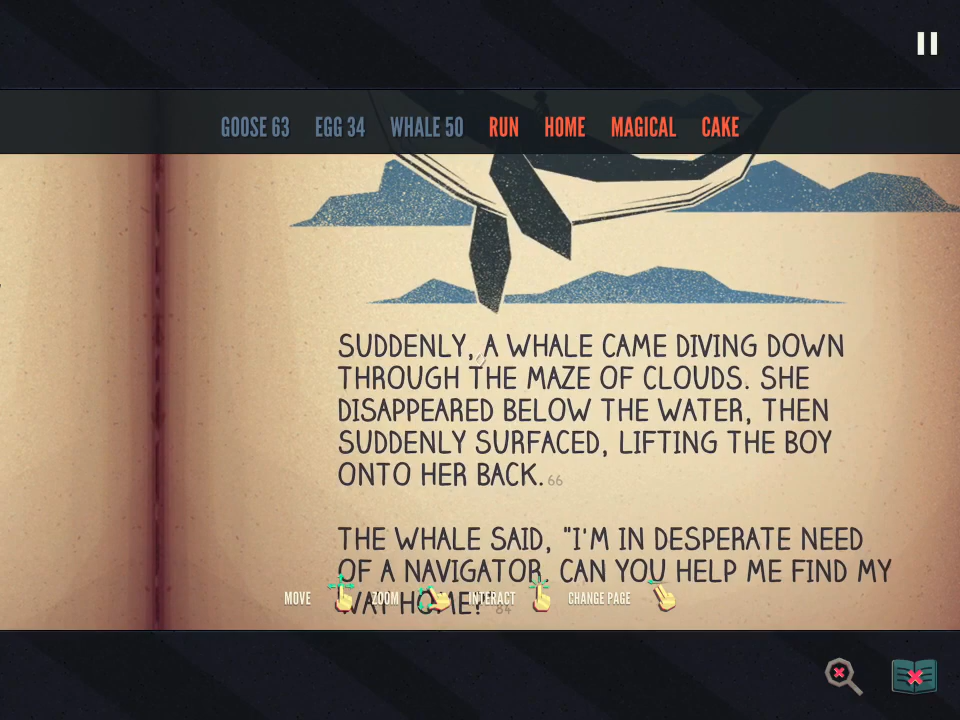 GOOSE 63 EGG 34 WHALE 50 RUN HOME MAGICAL CAKE
SUDDENLY, A WHALE CAME DIVING DOWN
THROUGH THE MAZE OF CLOUDS. SHE
DISAPPEARED BELOW THE WATER, THEN
SUDDENLY SURFACED, LIFTING THE BOY
ONTO HER BACK. 66
THE WHALE SAID, "I'M IN DESPERATE NEED
OF A NAVIGATOR. CAN YOU HELP ME FIND MY
WAY HOME?" 84
MOVE ZOOM INTERACT CHANGE PAGE